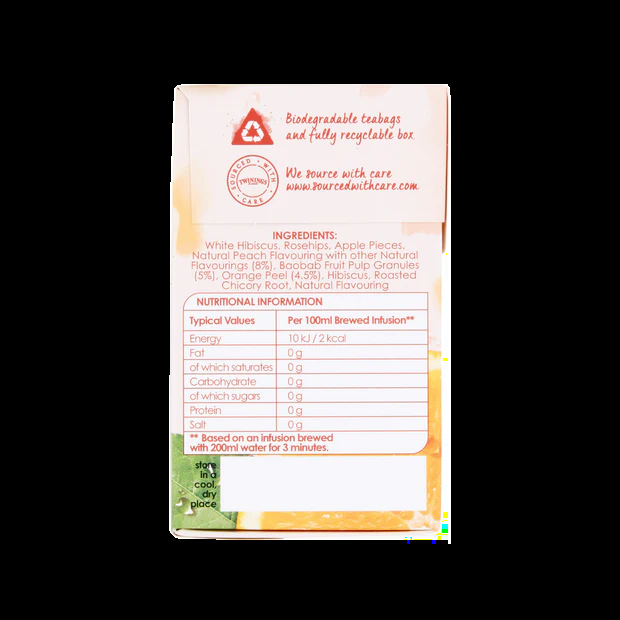 Biodegradable teabags
and fully recyclable box.
SOURCED • WITH • CARE •
TWININGS
We source with care
www.sourcedwithcare.com
INGREDIENTS:
White Hibiscus, Rosehips, Apple Pieces,
Natural Peach Flavouring with other Natural
Flavourings (8%), Baobab Fruit Pulp Granules
(5%), Orange Peel (4.5%), Hibiscus, Roasted
Chicory Root, Natural Flavouring
NUTRITIONAL INFORMATION
Typical Values Per 100ml Brewed Infusion**
Energy 10 kJ / 2 kcal
Fat 0 g
of which saturates 0 g
Carbohydrate 0 g
of which sugars 0 g
Protein 0 g
Salt 0 g
** Based on an infusion brewed
with 200ml water for 3 minutes.
store
in a
cool,
dry
place